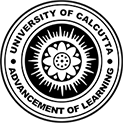 UNIVERSITY OF CALCUTTA
ADVANCEMENT OF LEARNING